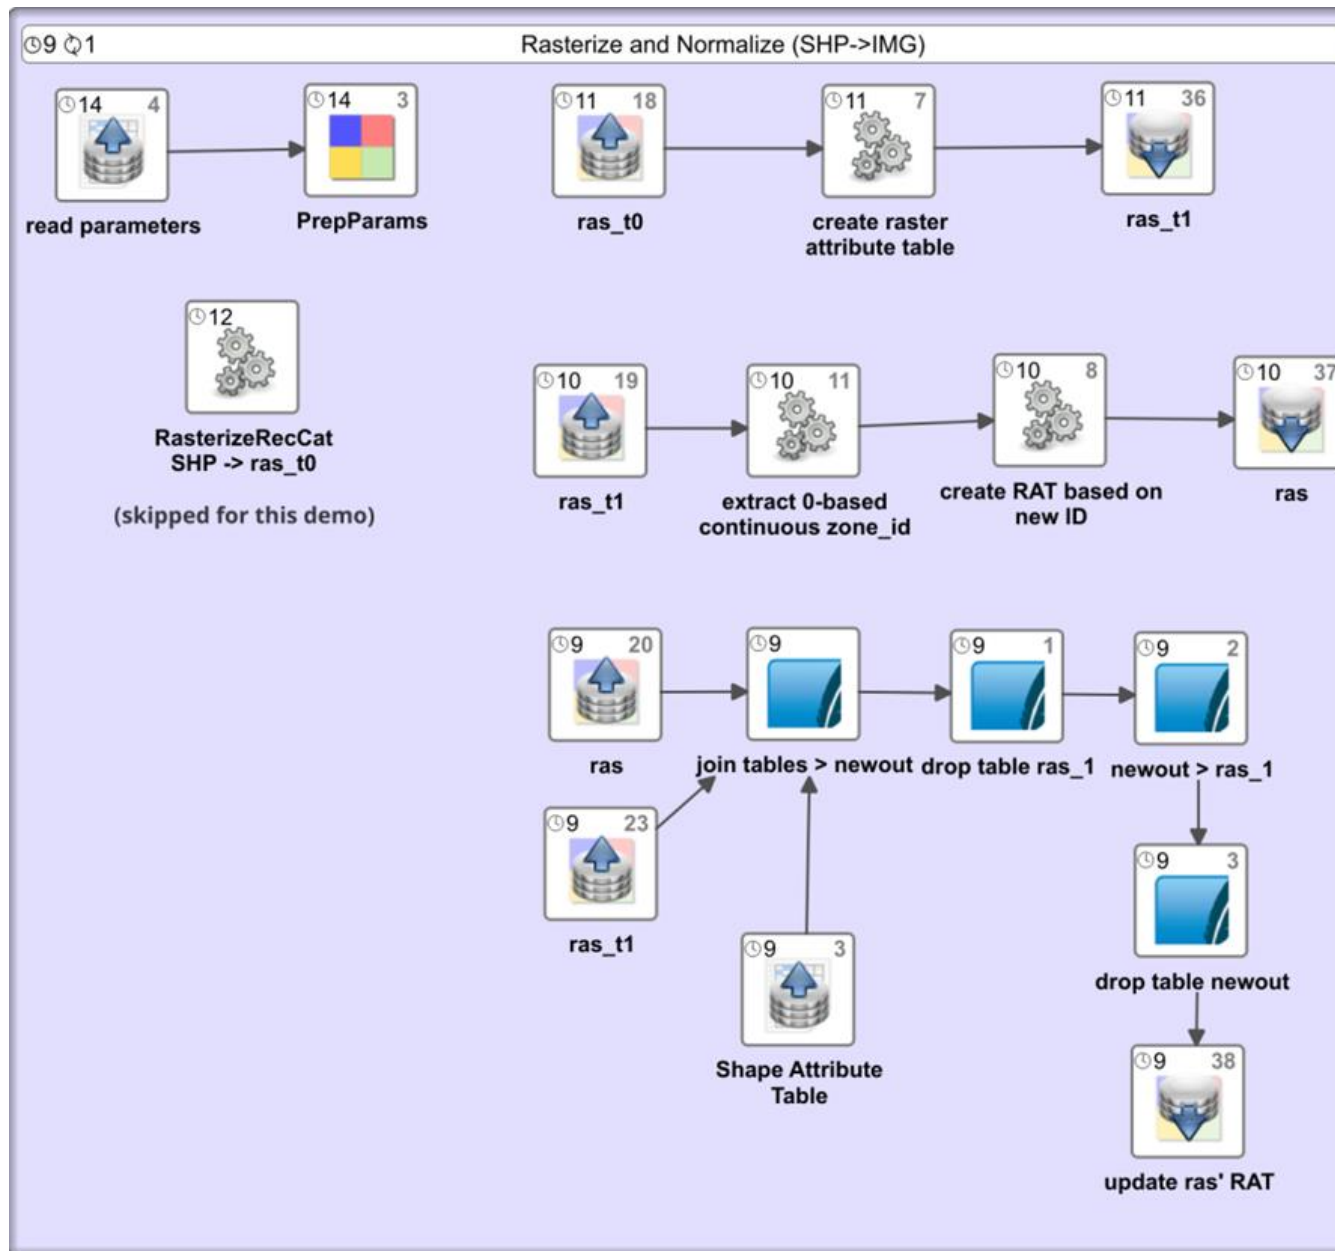 9 1 Rasterize and Normalize (SHP->IMG)
14 4
read parameters
14 3
PrepParams
11 18
ras_t0
11 7
create raster
attribute table
11 36
ras_t1
12
RasterizeRecCat
SHP -> ras_t0
(skipped for this demo)
10 19
ras_t1
10 11
extract 0-based
continuous zone_id
10 8
create RAT based on
new ID
10 37
ras
9 20
ras
9
join tables > newout
9 1
drop table ras_1
9 2
newout > ras_1
9 23
ras_t1
9 3
Shape Attribute
Table
9 3
drop table newout
9 38
update ras' RAT